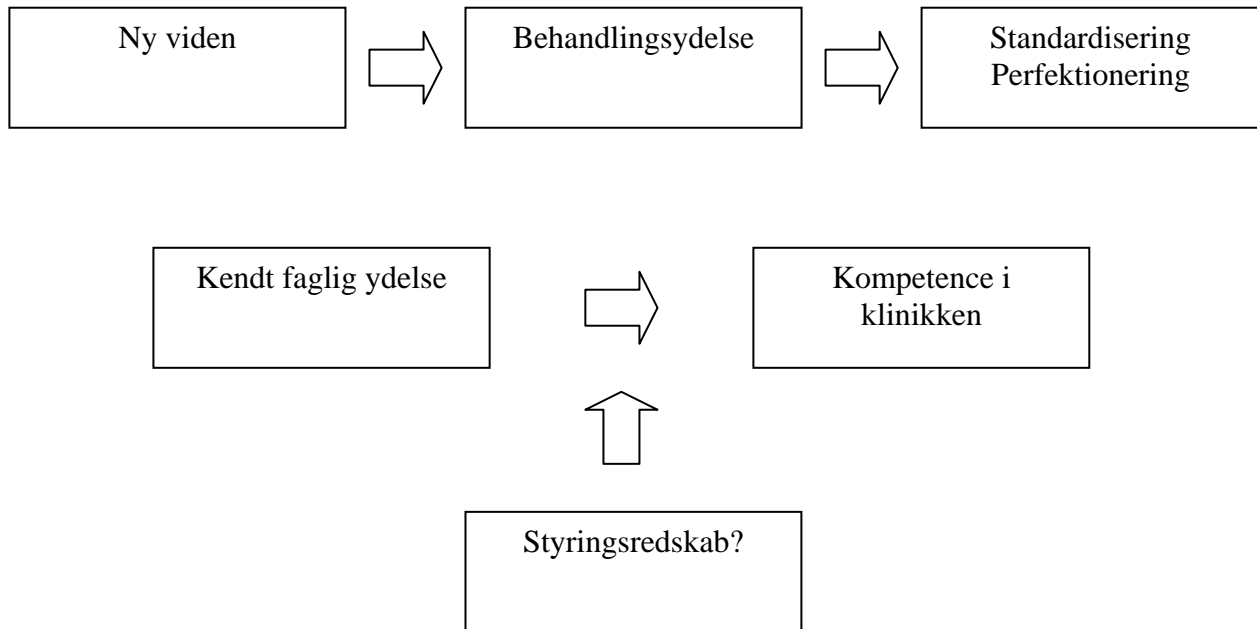 Ny viden
Behandlingsydelse
Standardisering
Perfektionering
Kendt faglig ydelse
Kompetence i
klinikken
Styringsredskab?